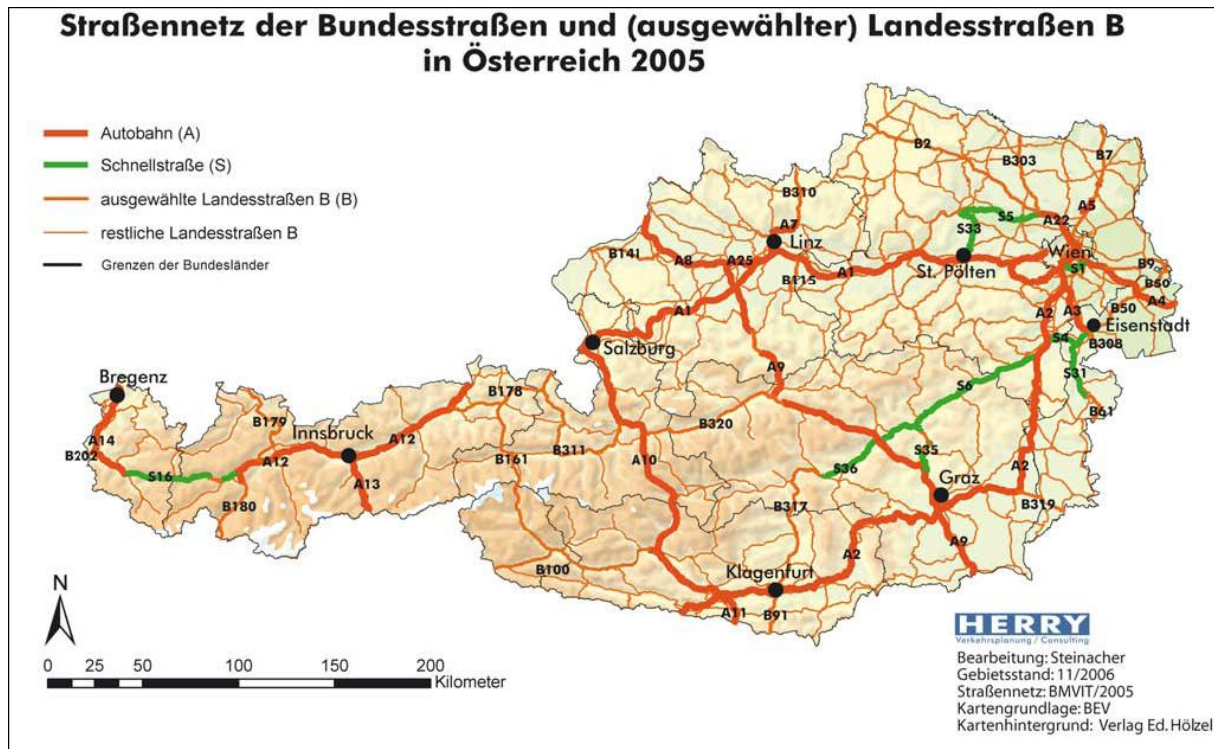 Straßennetz der Bundesstraßen und (ausgewählter) Landesstraßen B
in Österreich 2005
Autobahn (A)
Schnellstraße (S)
ausgewählte Landesstraßen B (B)
restliche Landesstraßen B
Grenzen der Bundesländer
B2
B303
B7
B310
A7
Linz
S5
A22
A5
S33
B141
A8
A25
B115
A1
St. Pölten
Wien
S1
B9
B50
A4
A1
A2
A3
B50
Eisenstadt
S4
B308
Salzburg
S31
Bregenz
B178
A9
S6
B61
B179
Innsbruck
A12
B320
A14
B202
S16
A12
B161
B311
A10
S35
S36
A2
B180
A13
Graz
B317
B319
A2
A9
B100
Klagenfurt
A11
B91
N
0 25 50 100 150 200
Kilometer
HERRY
Verkehrsplanung / Consulting
Bearbeitung: Steinacher
Gebietsstand: 11/2006
Straßennetz: BMVIT/2005
Kartengrundlage: BEV
Kartenhintergrund: Verlag Ed. Hölzel